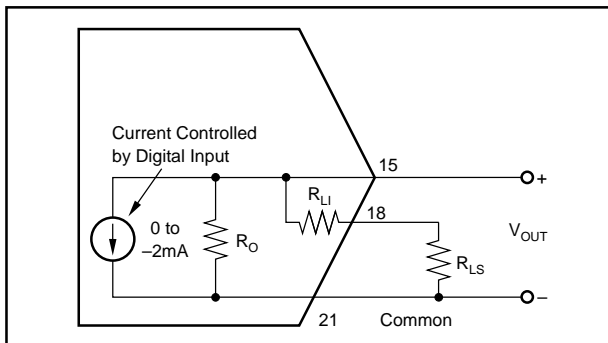 Current Controlled
by Digital Input
15
R_LI
18
0 to
–2mA
R_O
V_OUT
R_LS
21
Common
+
–